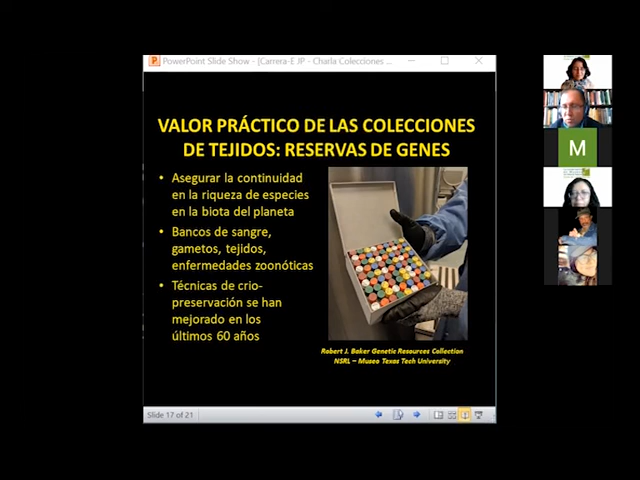 PowerPoint Slide Show - [Carrera-E JP - Charla Colecciones ...
VALOR PRÁCTICO DE LAS COLECCIONES
DE TEJIDOS: RESERVAS DE GENES
• Asegurar la continuidad
en la riqueza de especies
en la biota del planeta
• Bancos de sangre,
gametos, tejidos,
enfermedades zoonóticas
• Técnicas de crio-
preservación se han
mejorado en los
últimos 60 años
Robert J. Baker Genetic Resources Collection
NSRL – Museo Texas Tech University
Slide 17 of 21
M